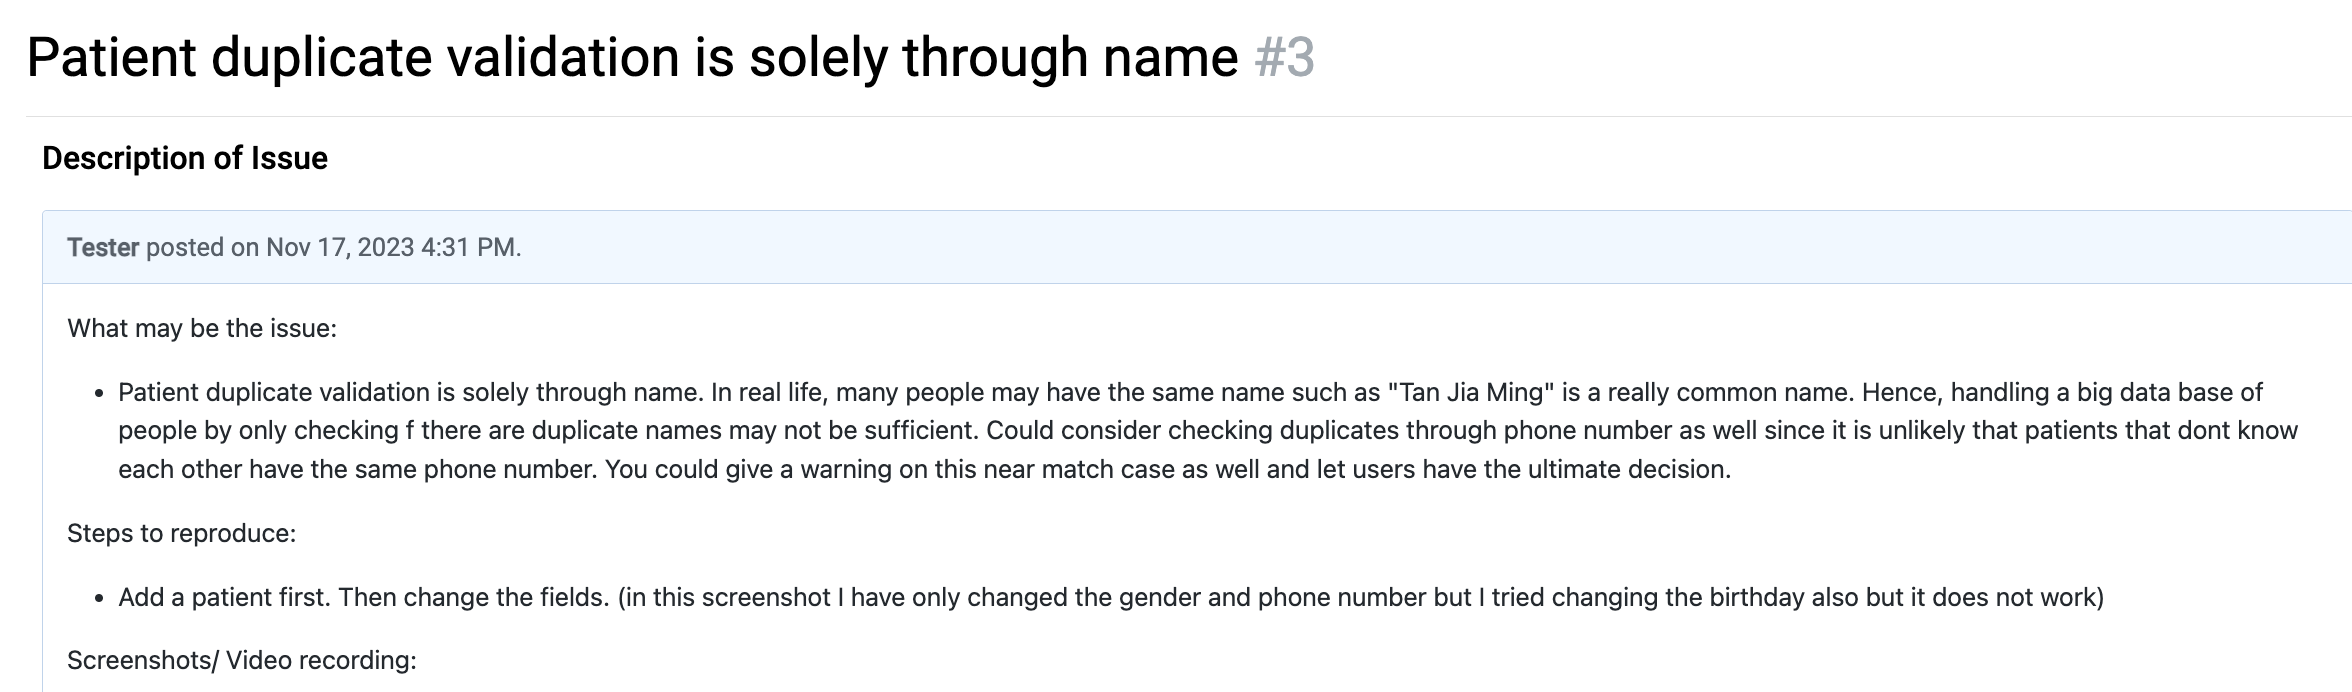 Patient duplicate validation is solely through name #3
Description of Issue
Tester posted on Nov 17, 2023 4:31 PM.
What may be the issue:
• Patient duplicate validation is solely through name. In real life, many people may have the same name such as "Tan Jia Ming" is a really common name. Hence, handling a big data base of
people by only checking f there are duplicate names may not be sufficient. Could consider checking duplicates through phone number as well since it is unlikely that patients that dont know
each other have the same phone number. You could give a warning on this near match case as well and let users have the ultimate decision.
Steps to reproduce:
• Add a patient first. Then change the fields. (in this screenshot I have only changed the gender and phone number but I tried changing the birthday also but it does not work)
Screenshots/ Video recording: